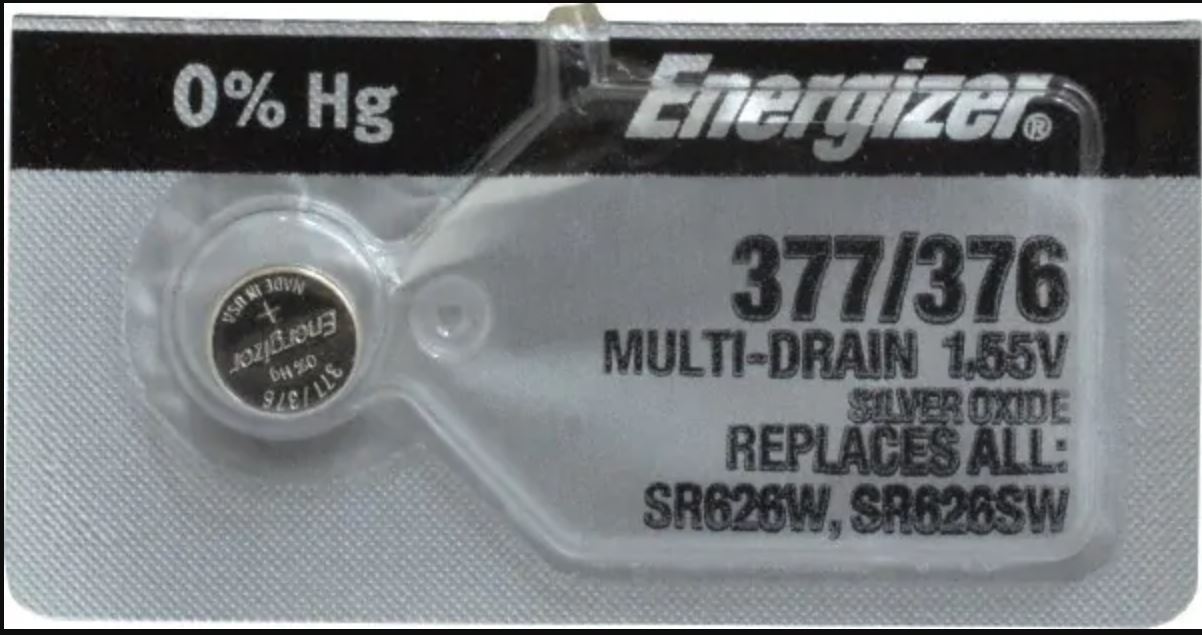 0% Hg
Energizer®
377/376
MULTI-DRAIN 1.55V
SILVER OXIDE
REPLACES ALL:
SR626W, SR626SW
MADE IN USA
+
Energizer
0% Hg
377/376